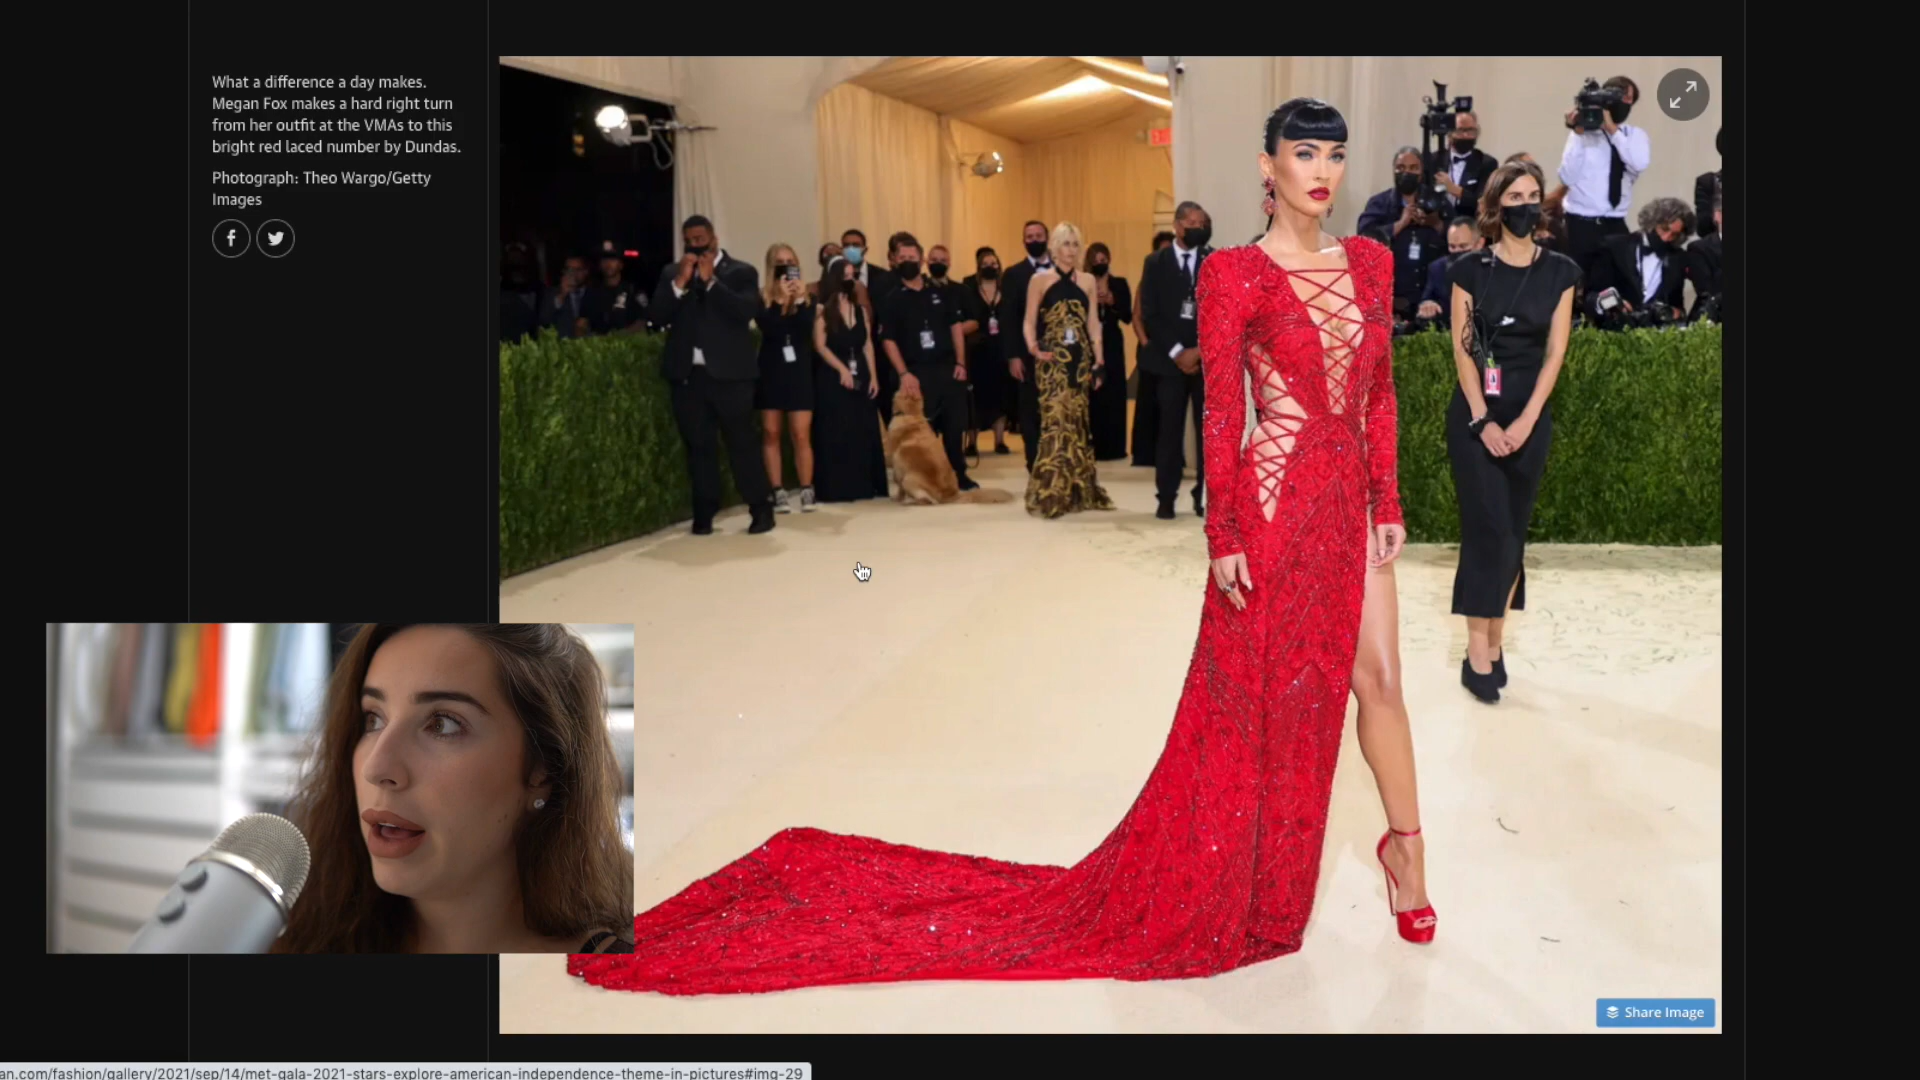 What a difference a day makes.
Megan Fox makes a hard right turn
from her outfit at the VMAs to this
bright red laced number by Dundas.
Photograph: Theo Wargo/Getty
Images
Share Image
an.com/fashion/gallery/2021/sep/14/met-gala-2021-stars-explore-american-independence-theme-in-pictures#img-29